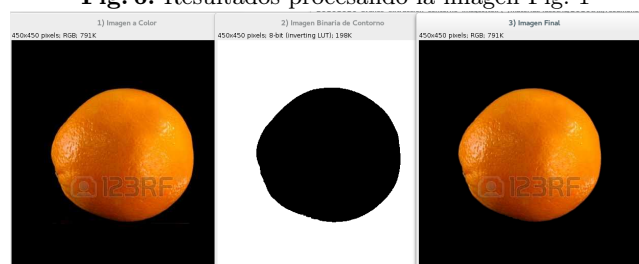 Fig. 6. Resultados procesando la imagen Fig. 1
1) Imagen a Color
2) Imagen Binaria de Contorno
3) Imagen Final
450x450 pixels; RGB; 791K
450x450 pixels; 8-bit (inverting LUT); 198K
450x450 pixels; RGB; 791K
123RF
123RF